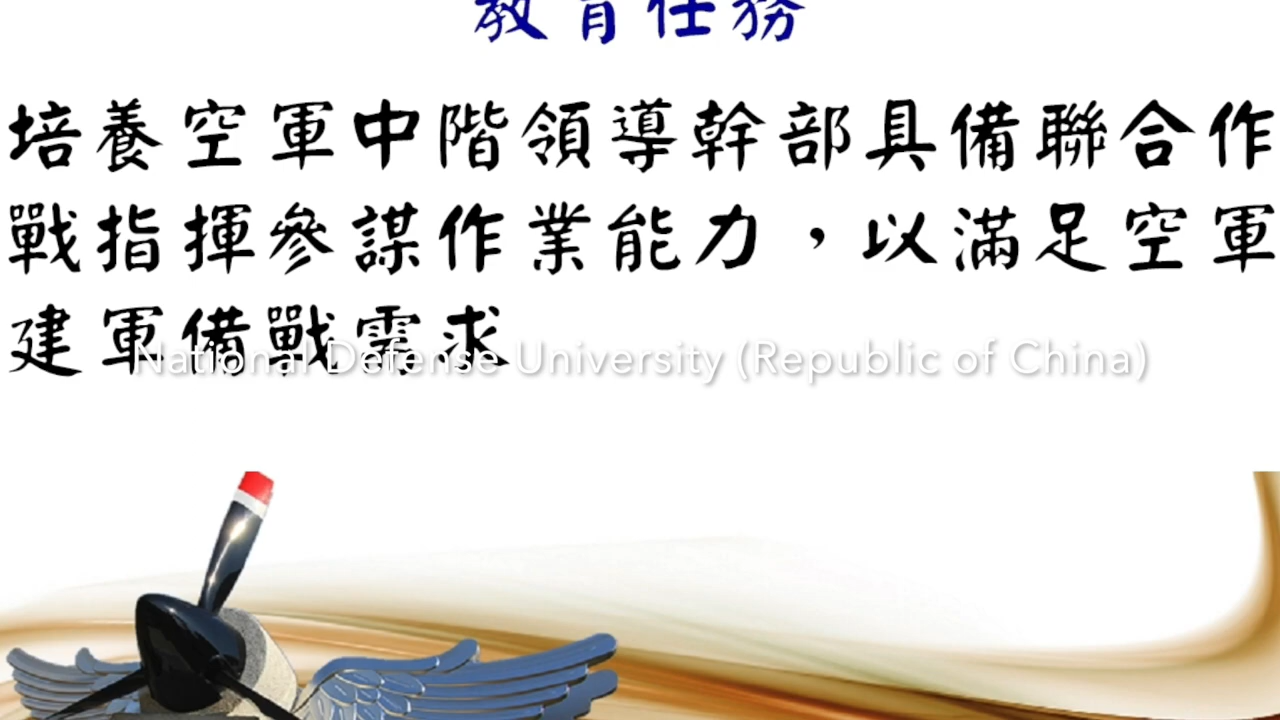 教育任務
培養空軍中階領導幹部具備聯合作
戰指揮參謀作業能力，以滿足空軍
建軍備戰需求
National Defense University (Republic of China)